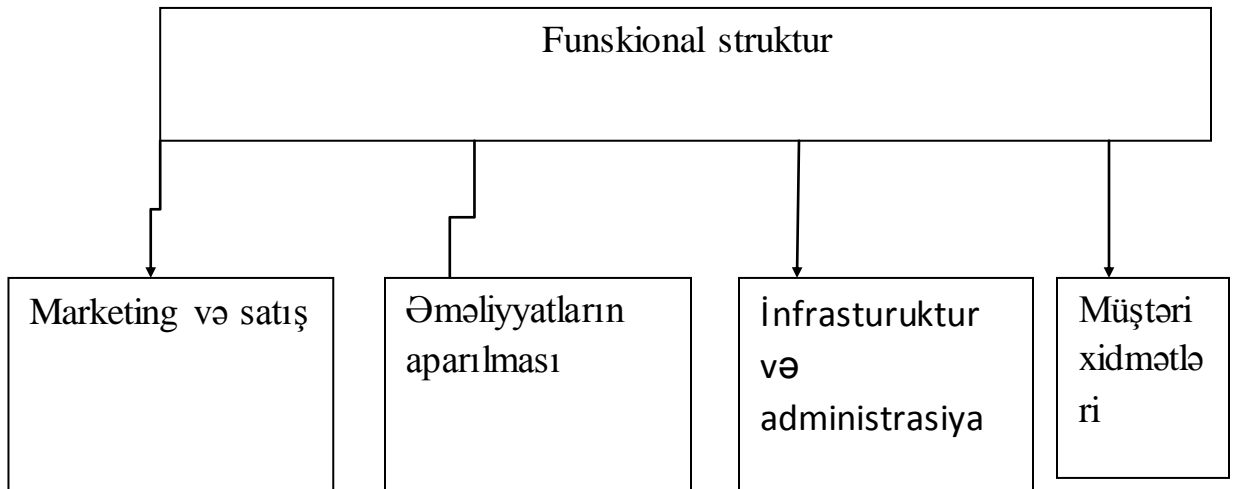 Funskional struktur
Marketing və satış
Əməliyyatların
aparılması
İnfrasturuktur
və
administrasiya
Müştəri
xidmətlə
ri